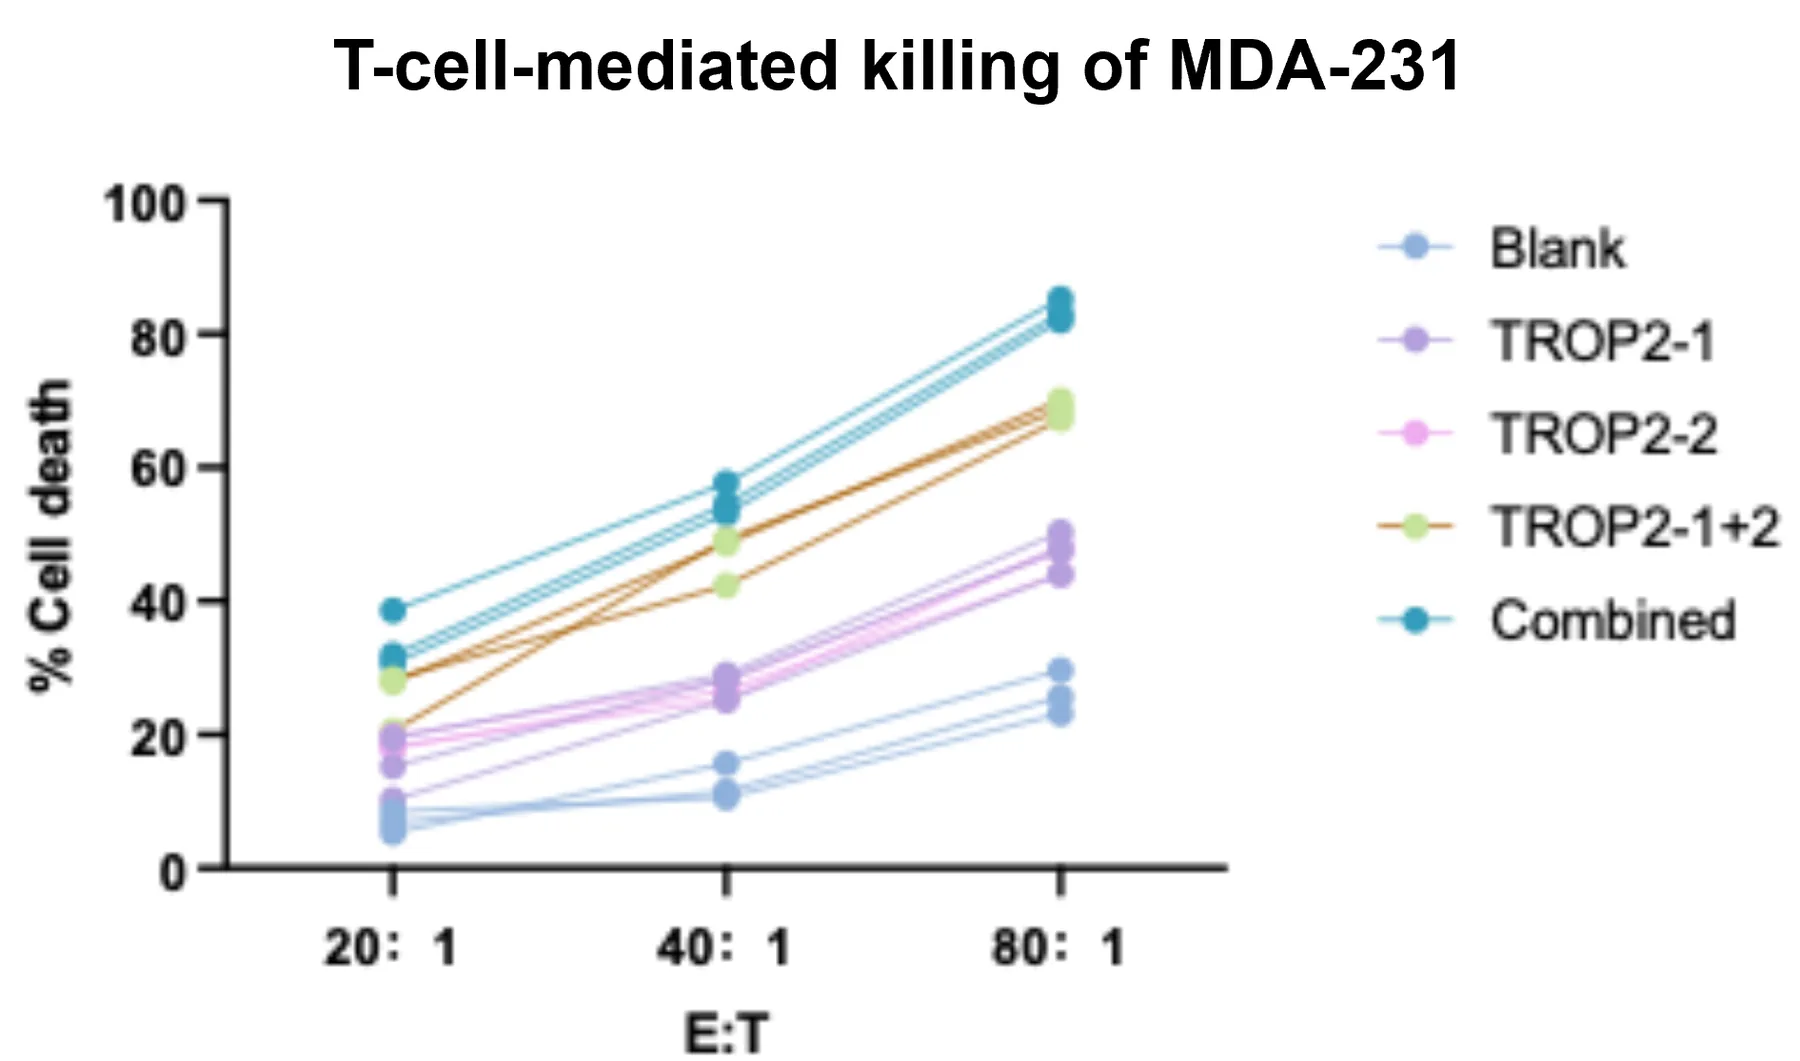 T-cell-mediated killing of MDA-231
100
80
60
40
20
0
% Cell death
20: 1
40: 1
80: 1
E:T
Blank
TROP2-1
TROP2-2
TROP2-1+2
Combined